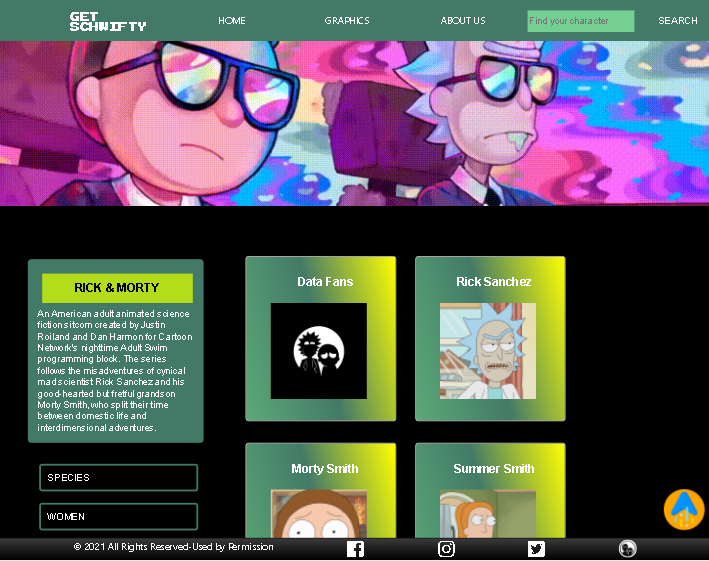 GET
SCHWIFTY
HOME
GRAPHICS
ABOUT US
Find your character
SEARCH
RICK & MORTY
An American adult animated science
fiction sitcom created by Justin
Roiland and Dan Harmon for Cartoon
Network's nighttime Adult Swim
programming block. The series
follows the misadventures of cynical
mad scientist Rick Sanchez and his
good-hearted but fretful grandson
Morty Smith, who split their time
between domestic life and
interdimensional adventures.
SPECIES
WOMEN
Data Fans
Rick Sanchez
Morty Smith
Summer Smith
© 2021 All Rights Reserved-Used by Permission